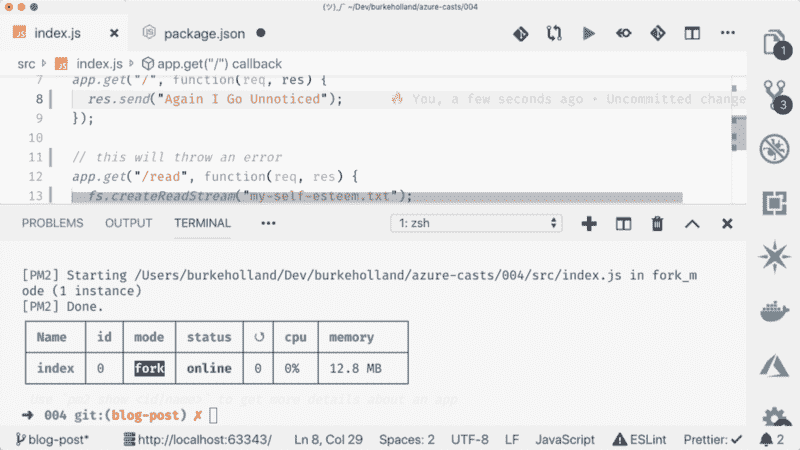 ~/Dev/burkeholland/azure-casts/004
index.js
package.json
src > index.js > app.get("/") callback
7 app.get("/", function(req, res) {
8 res.send("Again I Go Unnoticed"); You, a few seconds ago • Uncommitted change
9 });
10
11 // this will throw an error
12 app.get("/read", function(req, res) {
13 fs.createReadStream("my-self-esteem.txt");
1
3
PROBLEMS OUTPUT TERMINAL ••• 1: zsh
[PM2] Starting /Users/burkeholland/Dev/burkeholland/azure-casts/004/src/index.js in fork_m
ode (1 instance)
[PM2] Done.
Name id mode status ↺ cpu memory
index 0 fork online 0 0% 12.8 MB
Use `pm2 show <id|name>` to get more details about an app
➜ 004 git:(blog-post) ✗
blog-post* http://localhost:63343/ Ln 8, Col 29 Spaces: 2 UTF-8 LF JavaScript ESLint Prettier: ✓ 2